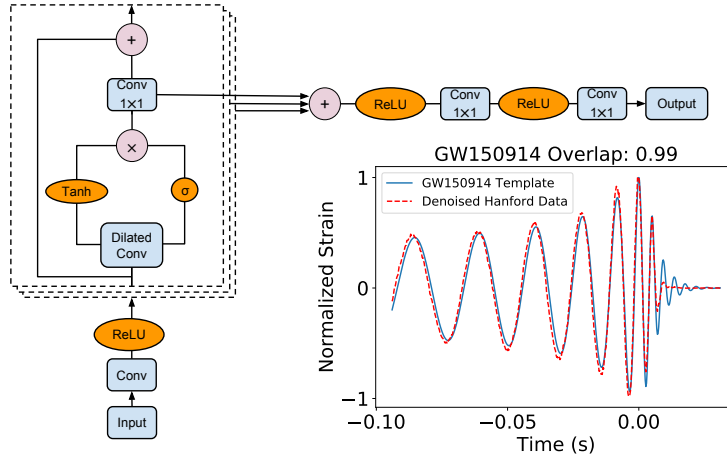 +
Conv
1×1
×
Tanh
σ
Dilated
Conv
ReLU
Conv
Input
+
ReLU
Conv
1×1
ReLU
Conv
1×1
Output
GW150914 Overlap: 0.99
GW150914 Template
Denoised Hanford Data
Normalized Strain
1
0
−1
−0.10
−0.05
0.00
Time (s)